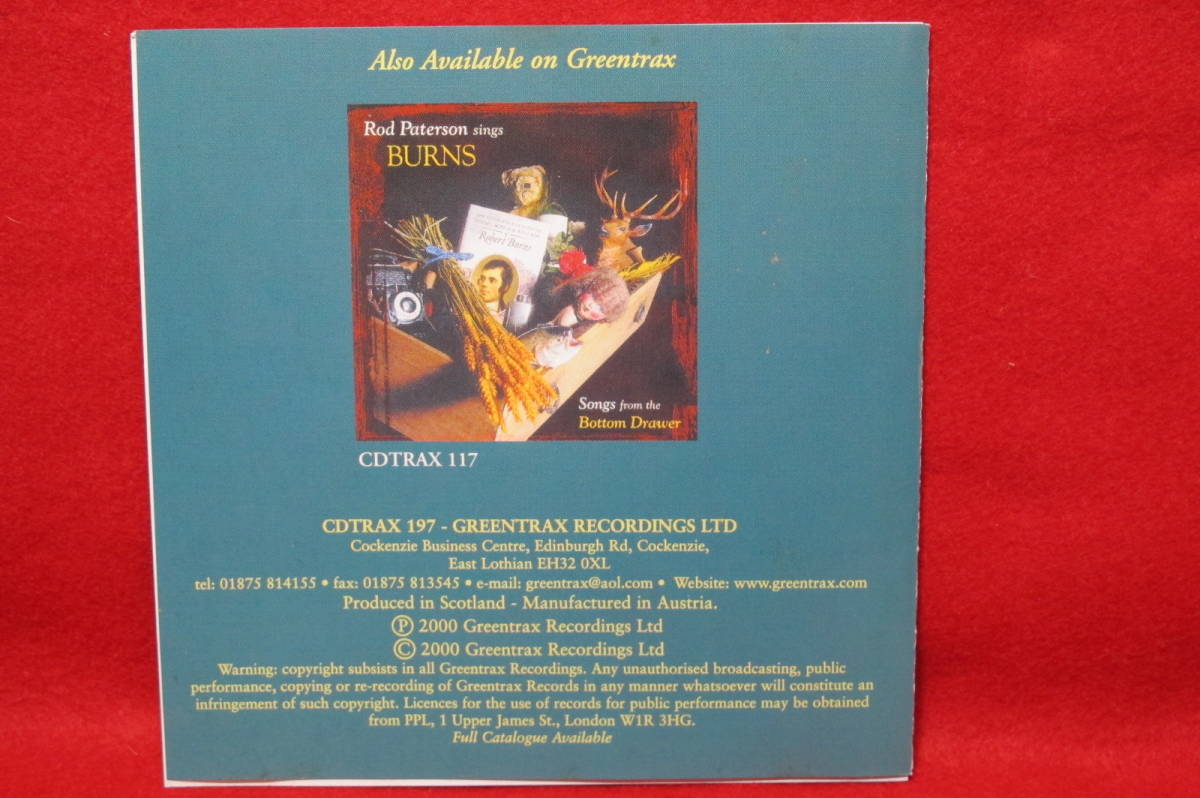 Also Available on Greentrax
Rod Paterson sings
BURNS
Robert Burns
Songs from the
Bottom Drawer
CDTRAX 117
CDTRAX 197 - GREENTRAX RECORDINGS LTD
Cockenzie Business Centre, Edinburgh Rd, Cockenzie,
East Lothian EH32 0XL
tel: 01875 814155 • fax: 01875 813545 • e-mail: greentrax@aol.com • Website: www.greentrax.com
Produced in Scotland - Manufactured in Austria.
Ⓟ 2000 Greentrax Recordings Ltd
© 2000 Greentrax Recordings Ltd
Warning: copyright subsists in all Greentrax Recordings. Any unauthorised broadcasting, public
performance, copying or re-recording of Greentrax Records in any manner whatsoever will constitute an
infringement of such copyright. Licences for the use of records for public performance may be obtained
from PPL, 1 Upper James St., London W1R 3HG.
Full Catalogue Available